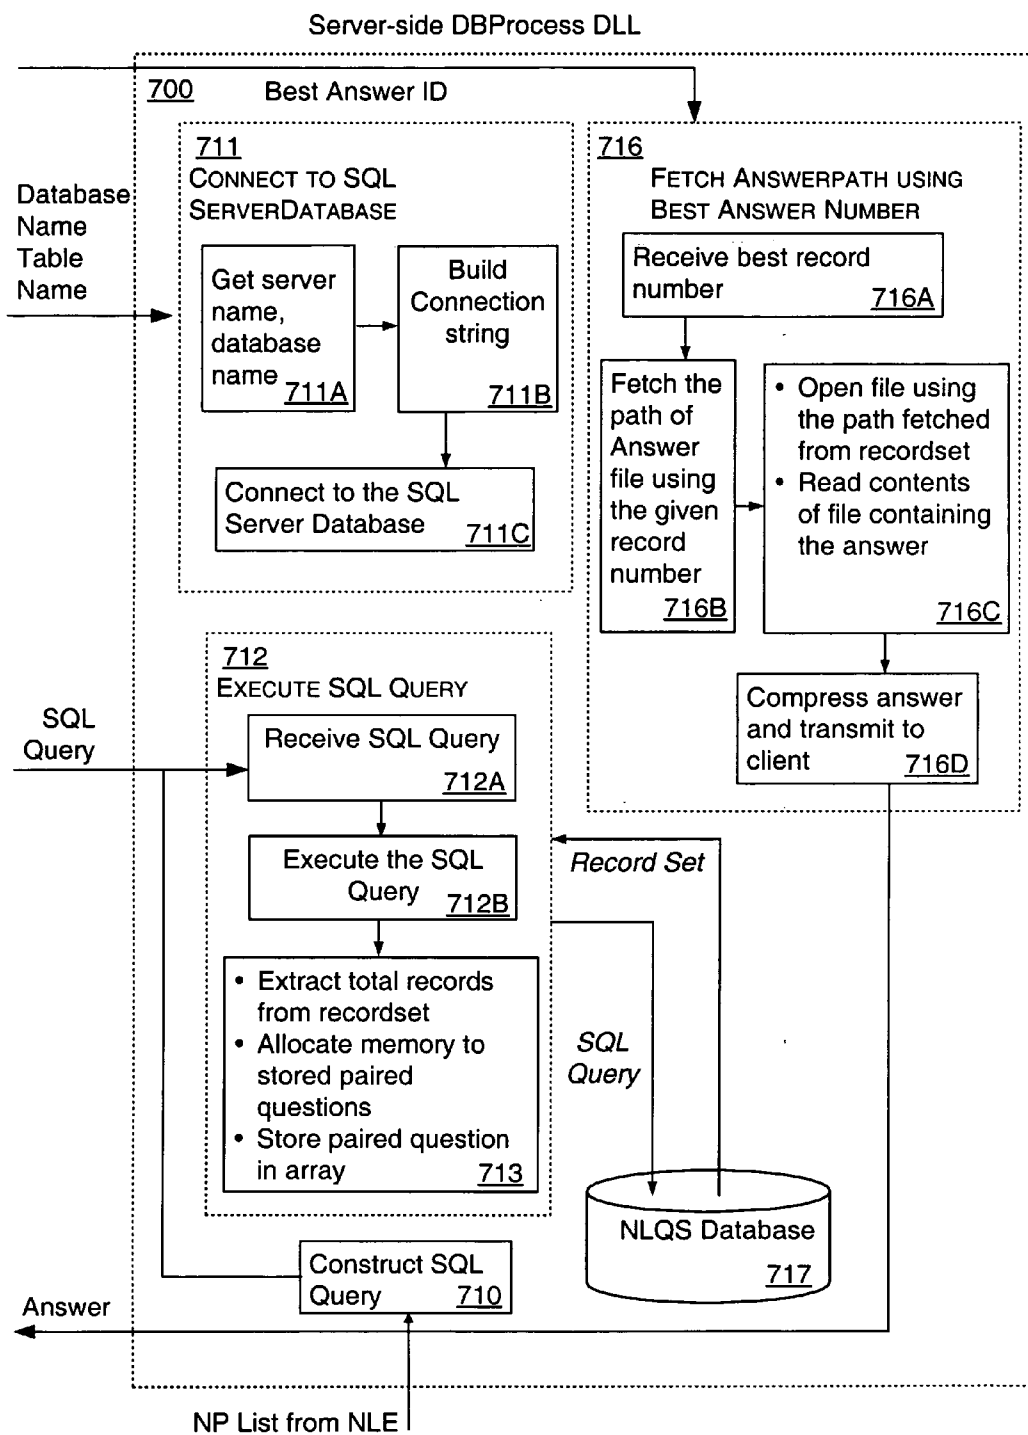 Server-side DBProcess DLL
700
Best Answer ID
Database
Name
Table
Name
711
CONNECT TO SQL
SERVERDATABASE
Get server
name,
database
name
711A
Build
Connection
string
711B
Connect to the SQL
Server Database
711C
716
FETCH ANSWERPATH USING
BEST ANSWER NUMBER
Receive best record
number
716A
Fetch the
path of
Answer
file using
the given
record
number
716B
• Open file using
the path fetched
from recordset
• Read contents
of file containing
the answer
716C
Compress answer
and transmit to
client
716D
SQL
Query
712
EXECUTE SQL QUERY
Receive SQL Query
712A
Execute the SQL
Query
712B
• Extract total records
from recordset
• Allocate memory to
stored paired
questions
• Store paired question
in array
713
Record Set
SQL
Query
NLQS Database
717
Construct SQL
Query
710
Answer
NP List from NLE